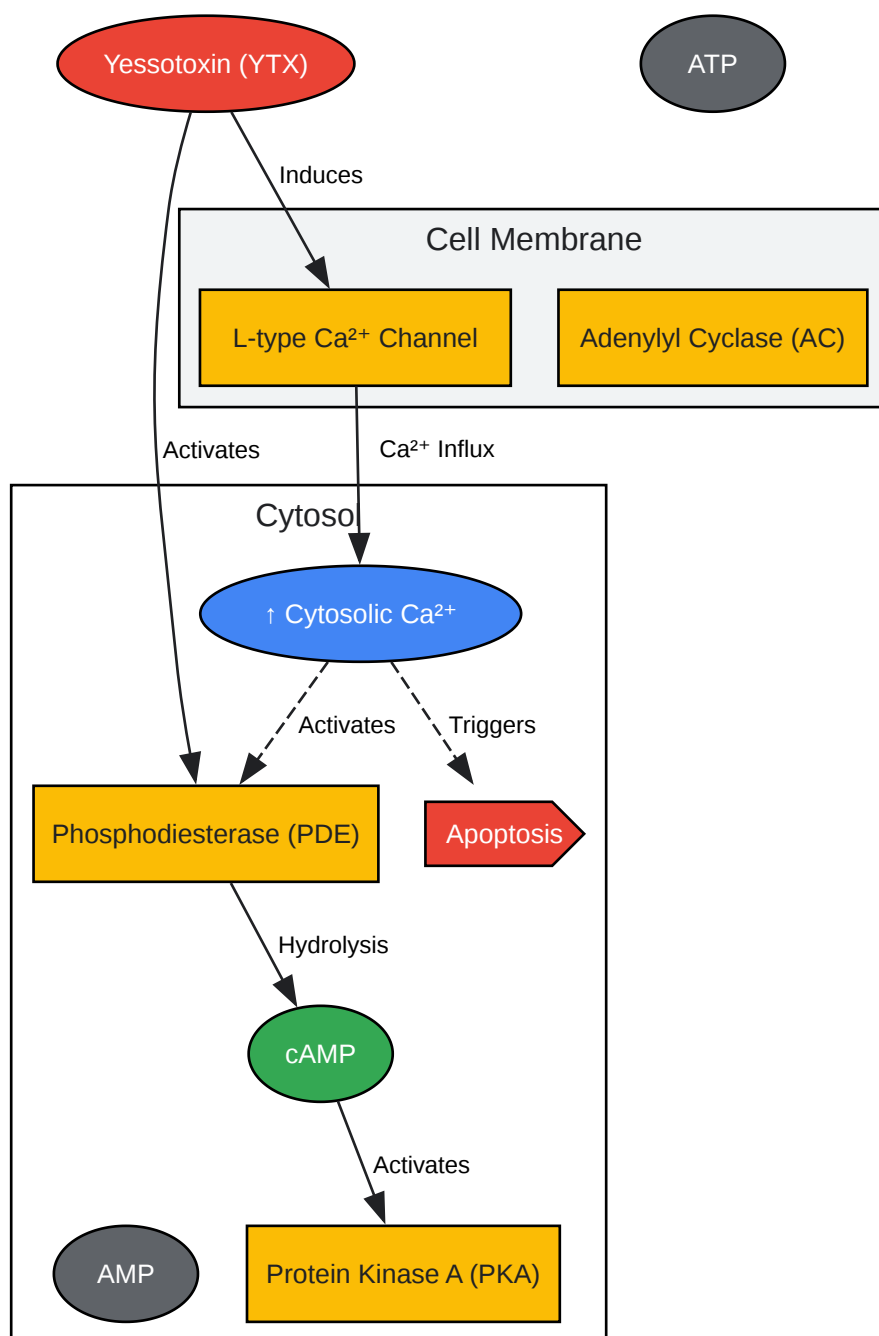 Yessotoxin (YTX)
ATP
Induces
Cell Membrane
L-type Ca²⁺ Channel
Adenylyl Cyclase (AC)
Activates
Ca²⁺ Influx
Cytosol
↑ Cytosolic Ca²⁺
Activates
Triggers
Phosphodiesterase (PDE)
Apoptosis
Hydrolysis
cAMP
Activates
AMP
Protein Kinase A (PKA)